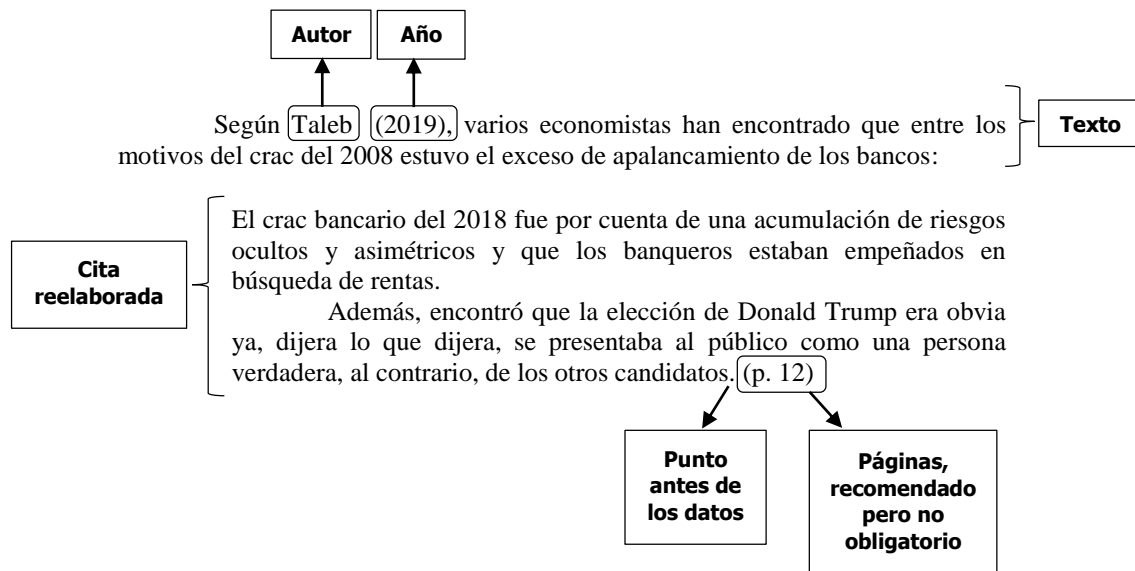 Autor
Año
Según Taleb (2019), varios economistas han encontrado que entre los
motivos del crac del 2008 estuvo el exceso de apalancamiento de los bancos:
Texto
Cita
reelaborada
El crac bancario del 2018 fue por cuenta de una acumulación de riesgos
ocultos y asimétricos y que los banqueros estaban empeñados en
búsqueda de rentas.
Además, encontró que la elección de Donald Trump era obvia
ya, dijera lo que dijera, se presentaba al público como una persona
verdadera, al contrario, de los otros candidatos. (p. 12)
Punto
antes de
los datos
Páginas,
recomendado
pero no
obligatorio